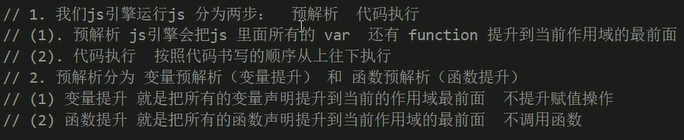 // 1. 我们js引擎运行js 分为两步： 预解析 代码执行
// (1). 预解析 js引擎会把js 里面所有的 var 还有 function 提升到当前作用域的最前面
// (2). 代码执行 按照代码书写的顺序从上往下执行
// 2. 预解析分为 变量预解析（变量提升） 和 函数预解析（函数提升）
// (1) 变量提升 就是把所有的变量声明提升到当前的作用域最前面 不提升赋值操作
// (2) 函数提升 就是把所有的函数声明提升到当前作用域的最前面 不调用函数